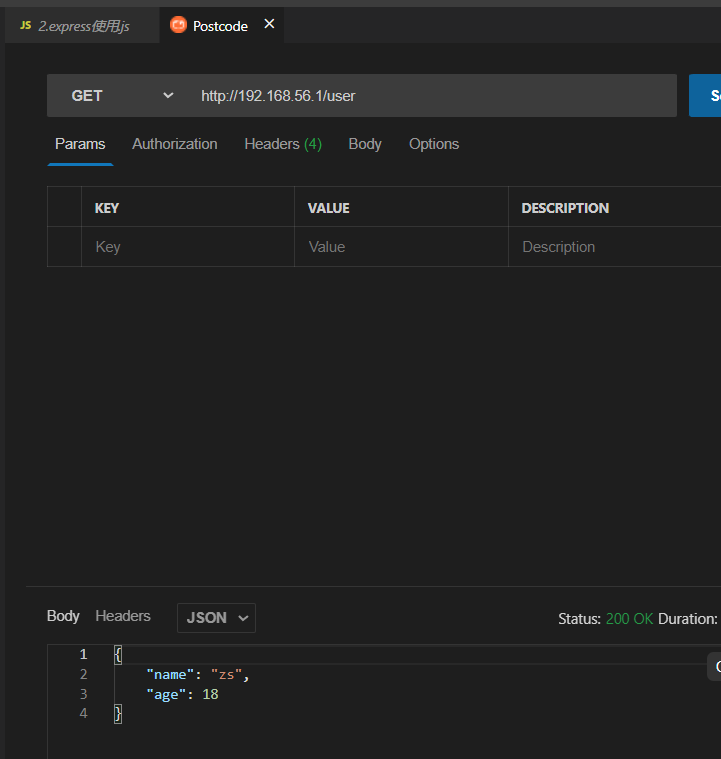 JS 2.express使用.js Postcode
GET http://192.168.56.1/user
Params Authorization Headers (4) Body Options
KEY VALUE DESCRIPTION
Key Value Description
Body Headers JSON Status: 200 OK Duration:
1 {
2 "name": "zs",
3 "age": 18
4 }